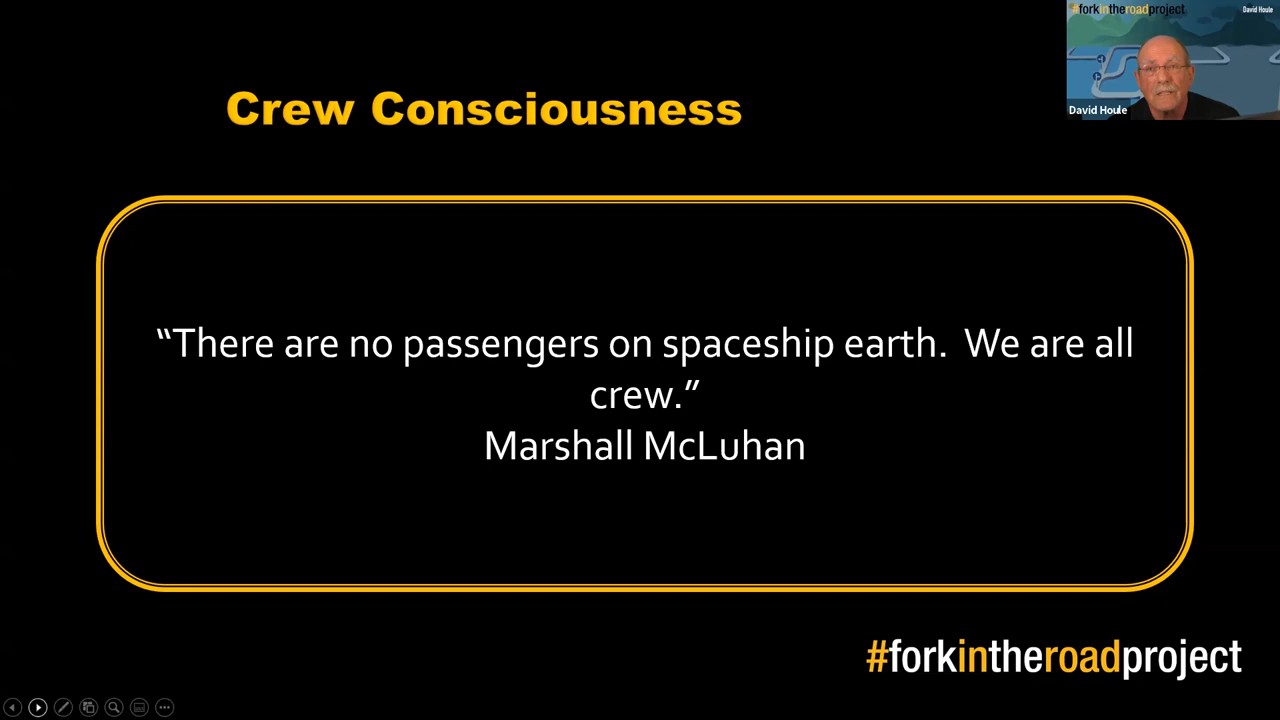 #forkintheroadproject
David Houle
David Houle
Crew Consciousness
“There are no passengers on spaceship earth.  We are all
crew.”
Marshall McLuhan
#forkintheroadproject